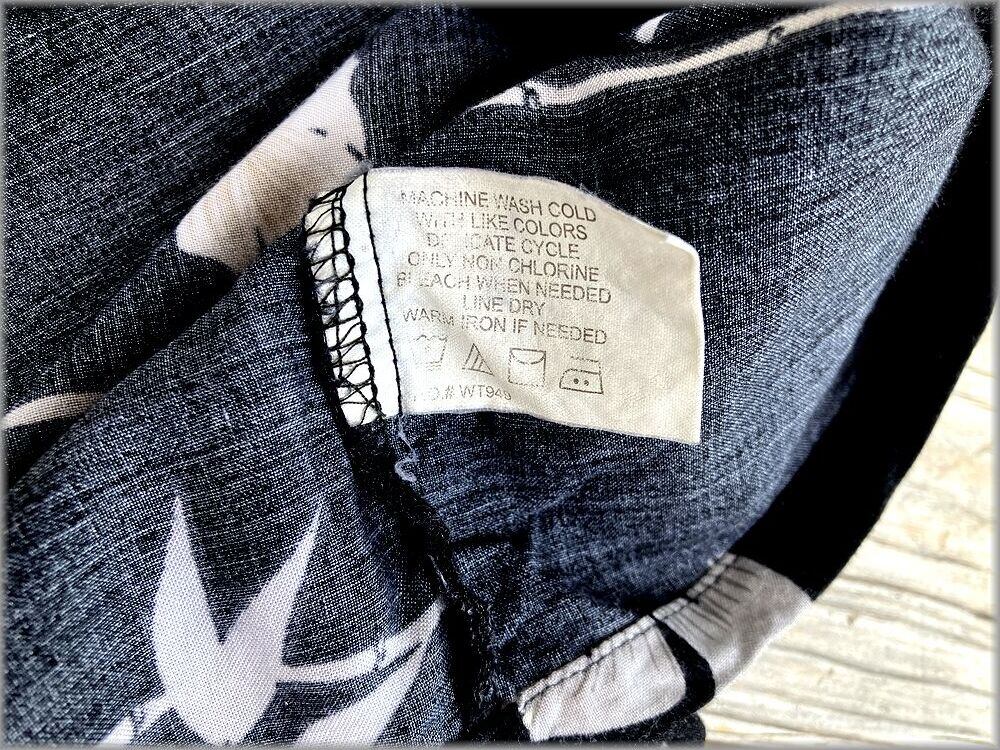 MACHINE WASH COLD
WITH LIKE COLORS
DELICATE CYCLE
ONLY NON CHLORINE
BLEACH WHEN NEEDED
LINE DRY
WARM IRON IF NEEDED